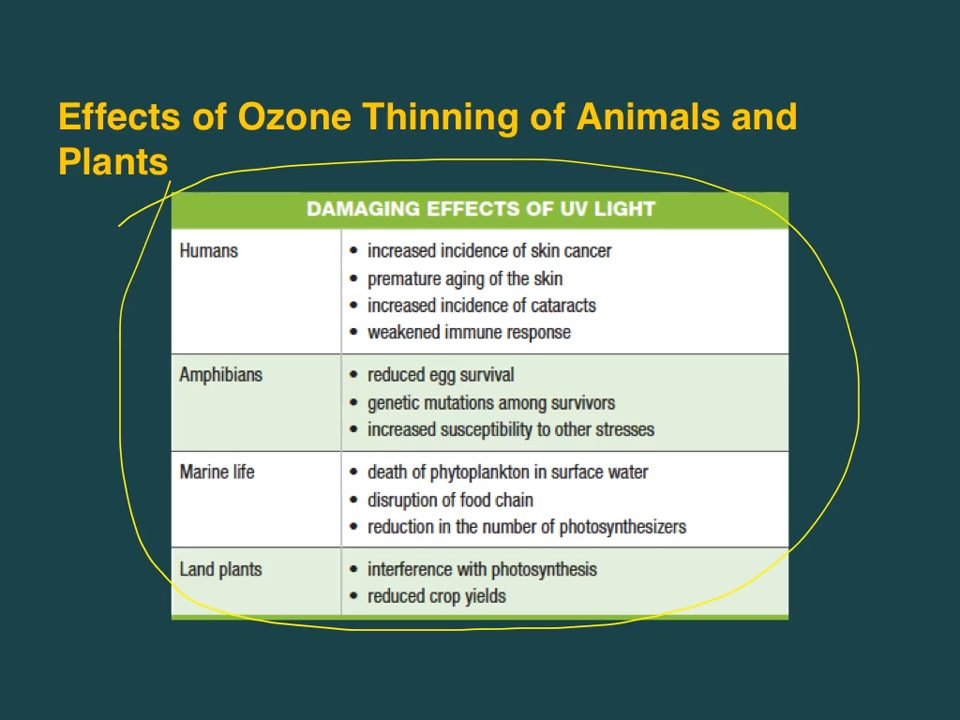 Effects of Ozone Thinning of Animals and
Plants
DAMAGING EFFECTS OF UV LIGHT
Humans
• increased incidence of skin cancer
• premature aging of the skin
• increased incidence of cataracts
• weakened immune response
Amphibians
• reduced egg survival
• genetic mutations among survivors
• increased susceptibility to other stresses
Marine life
• death of phytoplankton in surface water
• disruption of food chain
• reduction in the number of photosynthesizers
Land plants
• interference with photosynthesis
• reduced crop yields